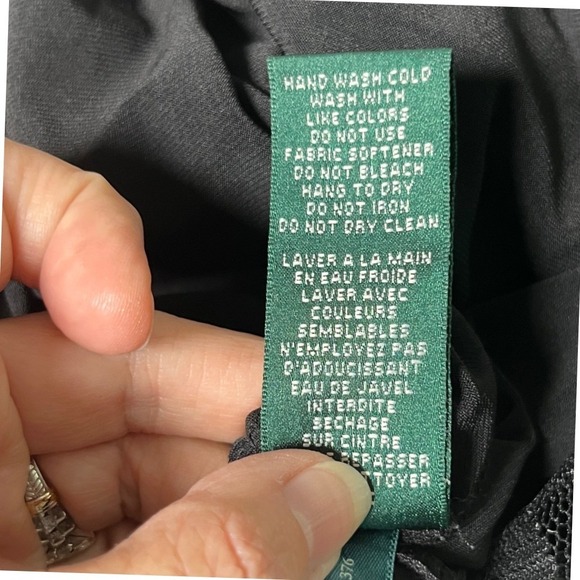 HAND WASH COLD
WASH WITH
LIKE COLORS
DO NOT USE
FABRIC SOFTENER
DO NOT BLEACH
HANG TO DRY
DO NOT IRON
DO NOT DRY CLEAN
LAVER A LA MAIN
EN EAU FROIDE
LAVER AVEC
COULEURS
SEMBLABLES
N'EMPLOYEZ PAS
D'ADOUCISSANT
EAU DE JAVEL
INTERDITE
SECHAGE
SUR CINTRE
REPASSER
376